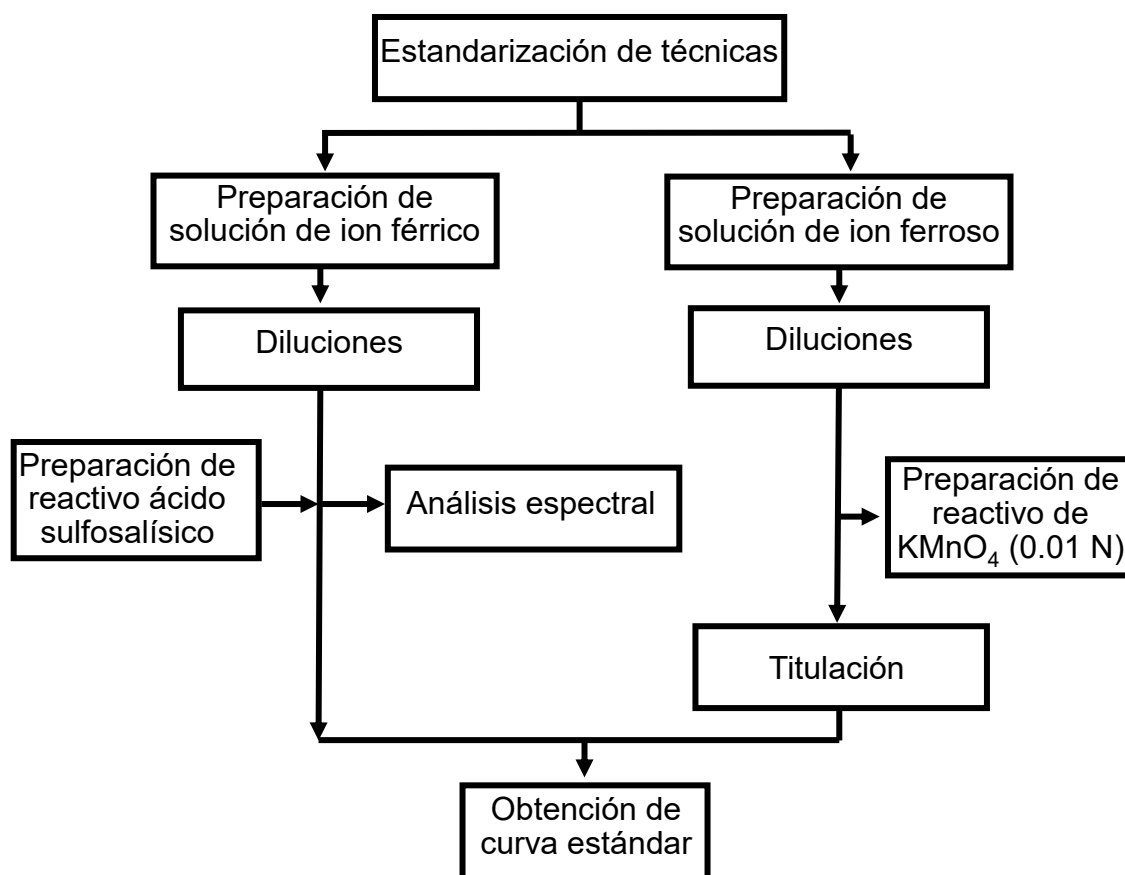 Estandarización de técnicas
Preparación de
solución de ion férrico
Preparación de
solución de ion ferroso
Diluciones
Diluciones
Preparación de
reactivo ácido
sulfosalísico
Análisis espectral
Preparación de
reactivo de
KMnO₄ (0.01 N)
Titulación
Obtención de
curva estándar